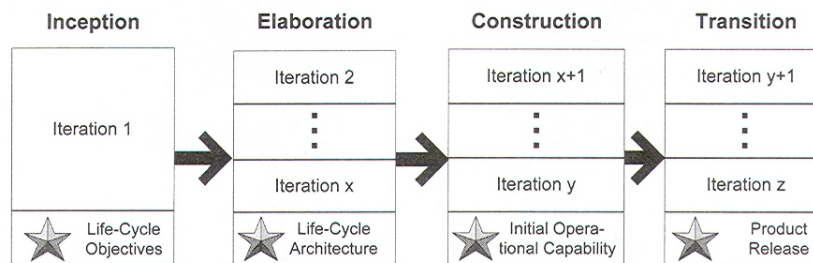 Inception
Elaboration
Construction
Transition
Iteration 1
Iteration 2
Iteration x
Iteration x+1
Iteration y
Iteration y+1
Iteration z
Life-Cycle
Objectives
Life-Cycle
Architecture
Initial Opera-
tional Capability
Product
Release